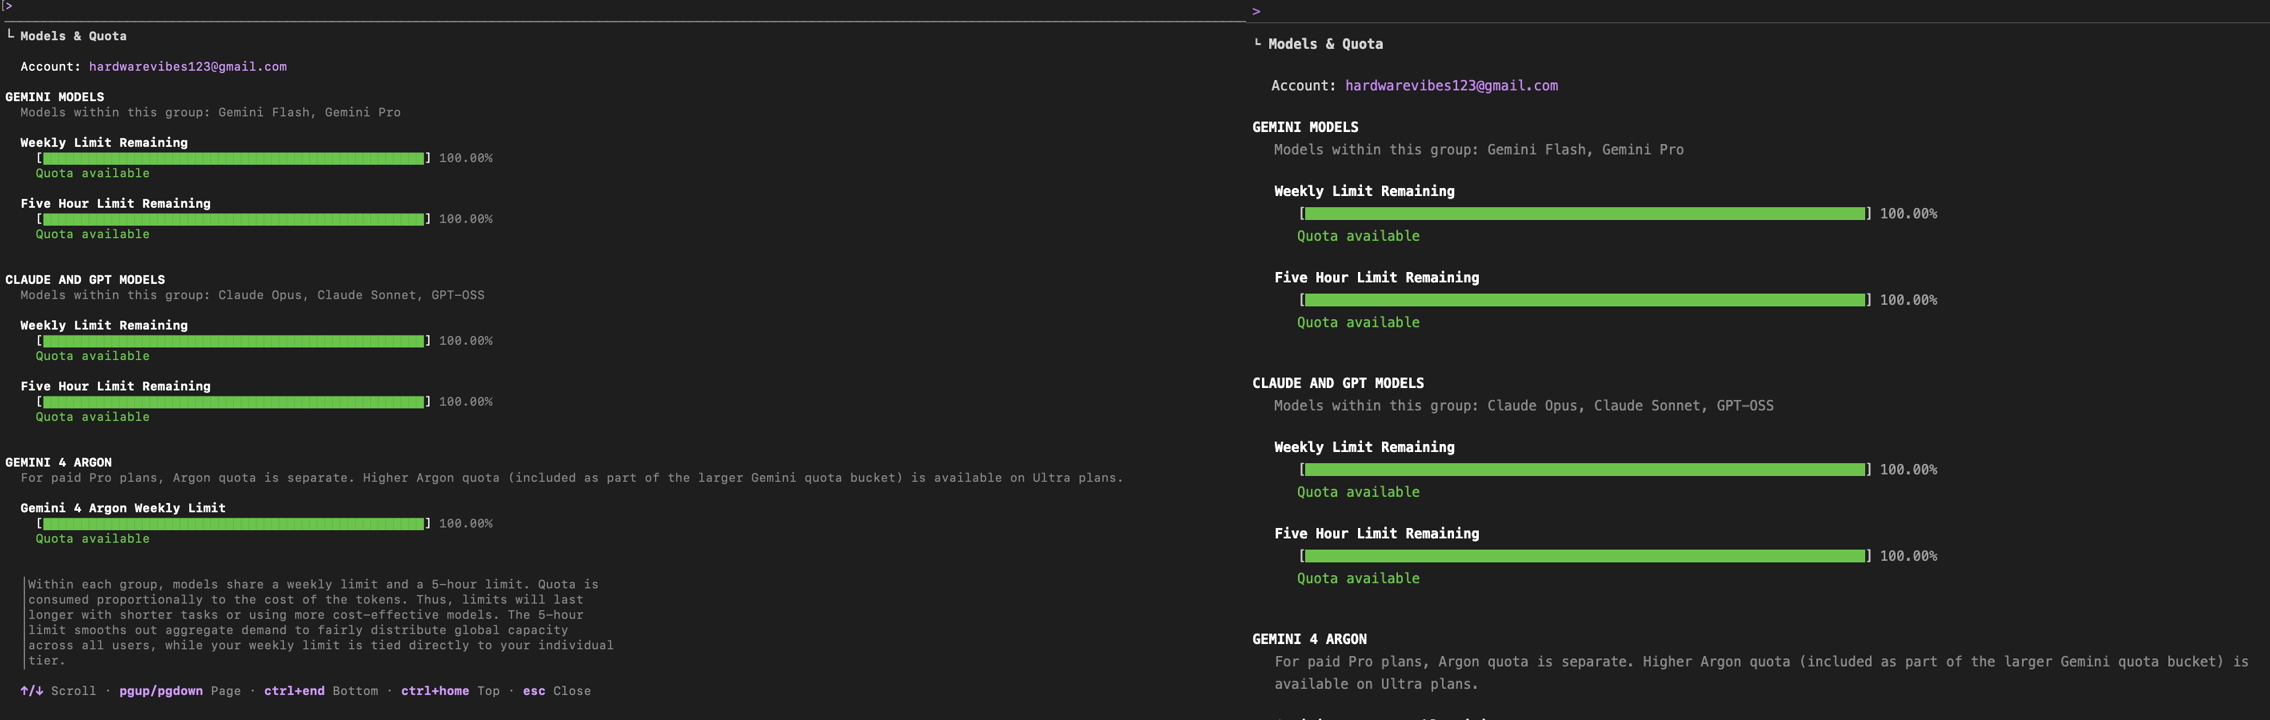 [>
└ Models & Quota
Account: hardwarevibes123@gmail.com
GEMINI MODELS
Models within this group: Gemini Flash, Gemini Pro
Weekly Limit Remaining
[] 100.00%
Quota available
Five Hour Limit Remaining
[] 100.00%
Quota available
CLAUDE AND GPT MODELS
Models within this group: Claude Opus, Claude Sonnet, GPT-OSS
Weekly Limit Remaining
[] 100.00%
Quota available
Five Hour Limit Remaining
[] 100.00%
Quota available
GEMINI 4 ARGON
For paid Pro plans, Argon quota is separate. Higher Argon quota (included as part of the larger Gemini quota bucket) is available on Ultra plans.
Gemini 4 Argon Weekly Limit
[] 100.00%
Quota available
Within each group, models share a weekly limit and a 5-hour limit. Quota is
consumed proportionally to the cost of the tokens. Thus, limits will last
longer with shorter tasks or using more cost-effective models. The 5-hour
limit smooths out aggregate demand to fairly distribute global capacity
across all users, while your weekly limit is tied directly to your individual
tier.
↑/↓ Scroll · pgup/pgdown Page · ctrl+end Bottom · ctrl+home Top · esc Close
>
└ Models & Quota
Account: hardwarevibes123@gmail.com
GEMINI MODELS
Models within this group: Gemini Flash, Gemini Pro
Weekly Limit Remaining
[] 100.00%
Quota available
Five Hour Limit Remaining
[] 100.00%
Quota available
CLAUDE AND GPT MODELS
Models within this group: Claude Opus, Claude Sonnet, GPT-OSS
Weekly Limit Remaining
[] 100.00%
Quota available
Five Hour Limit Remaining
[] 100.00%
Quota available
GEMINI 4 ARGON
For paid Pro plans, Argon quota is separate. Higher Argon quota (included as part of the larger Gemini quota bucket) is
available on Ultra plans.